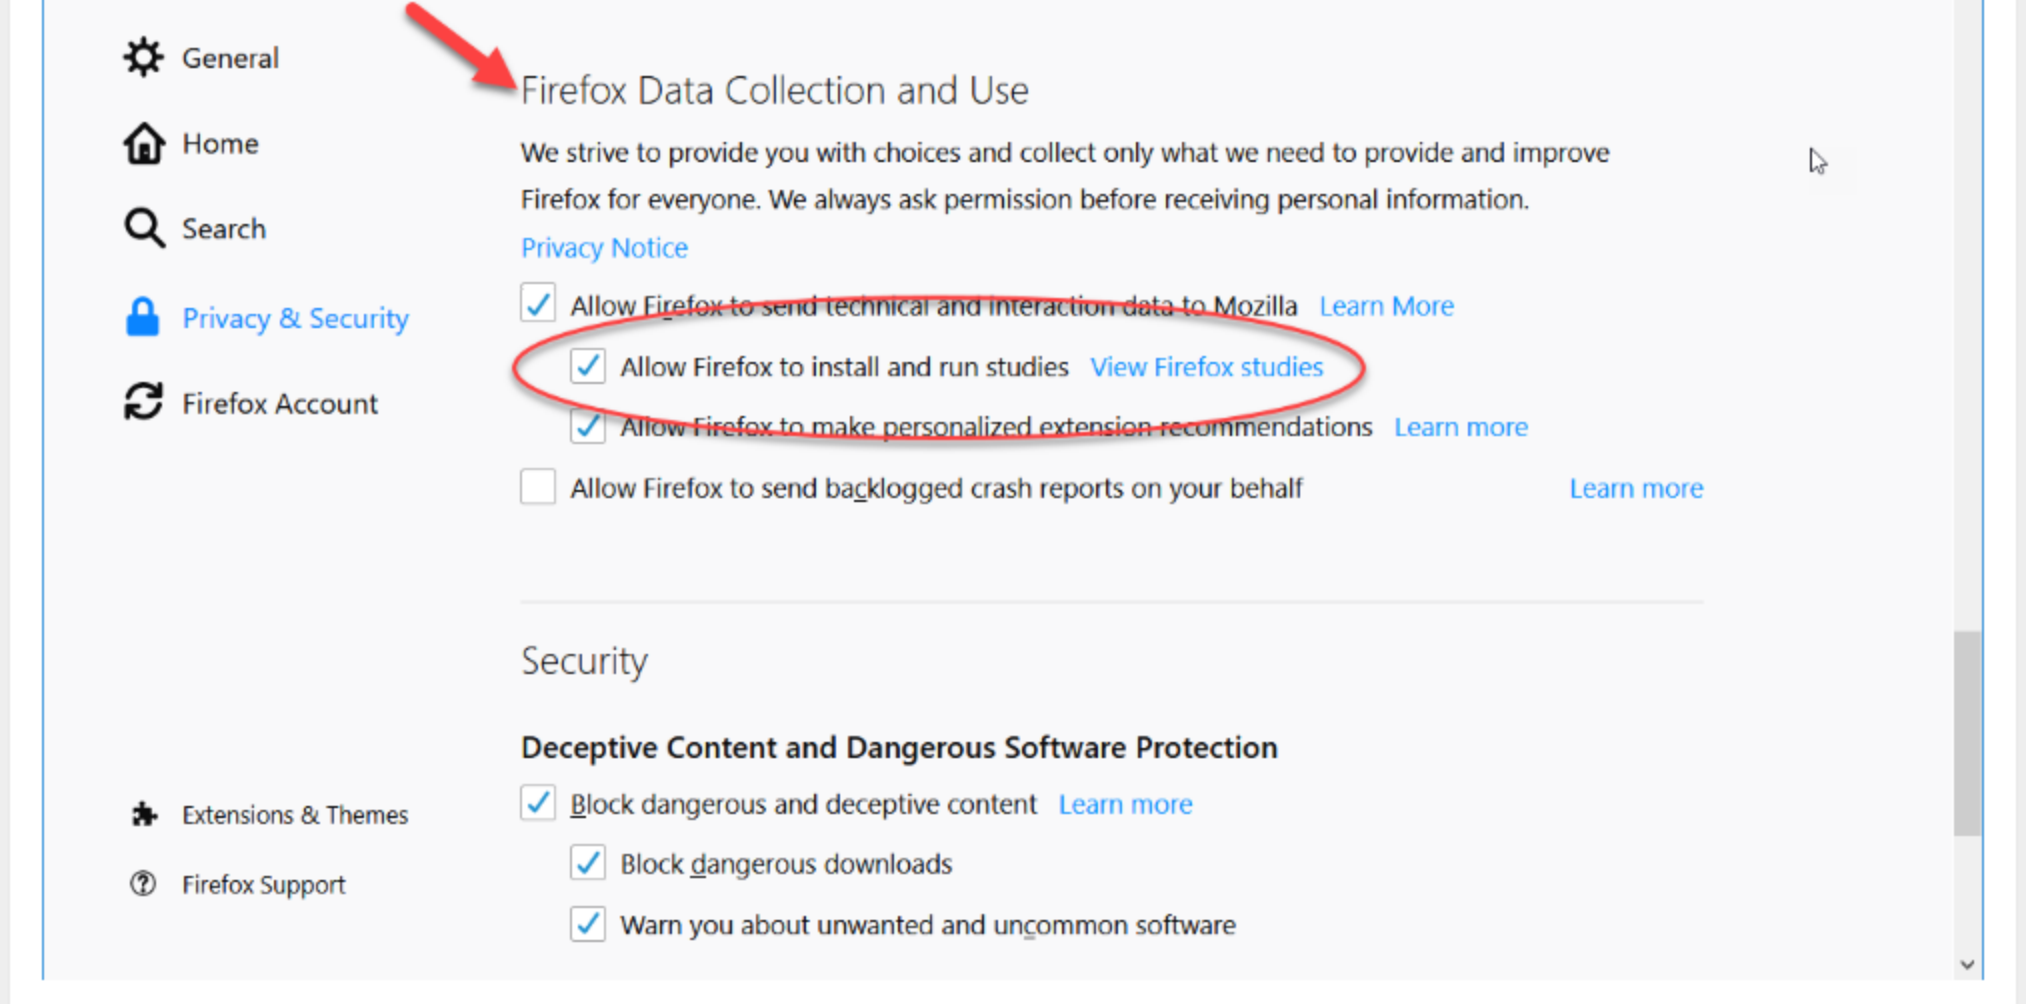 General
Home
Search
Privacy & Security
Firefox Account
Extensions & Themes
Firefox Support
Firefox Data Collection and Use
We strive to provide you with choices and collect only what we need to provide and improve
Firefox for everyone. We always ask permission before receiving personal information.
Privacy Notice
Allow Firefox to send technical and interaction data to Mozilla Learn More
Allow Firefox to install and run studies View Firefox studies
Allow Firefox to make personalized extension recommendations Learn more
Allow Firefox to send backlogged crash reports on your behalf Learn more
Security
Deceptive Content and Dangerous Software Protection
Block dangerous and deceptive content Learn more
Block dangerous downloads
Warn you about unwanted and uncommon software